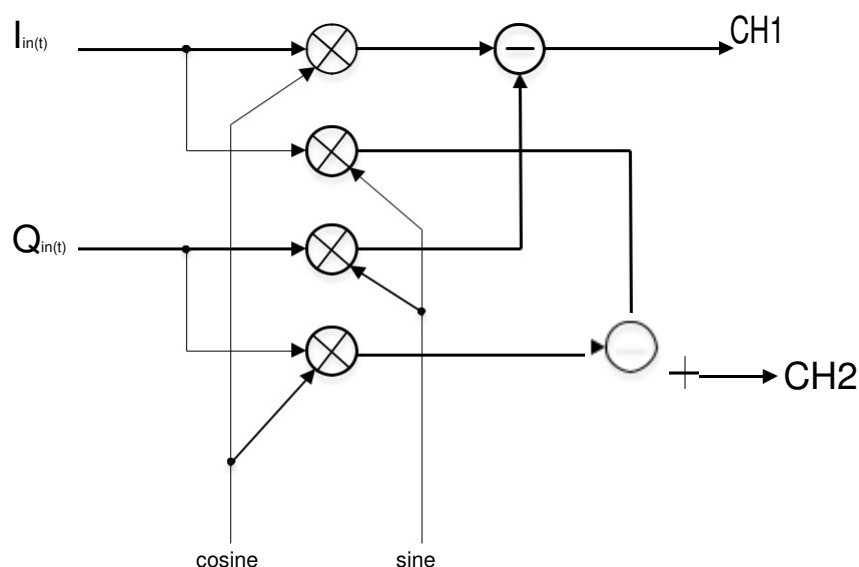 Iin(t)
CH1
Qin(t)
CH2
cosine
sine